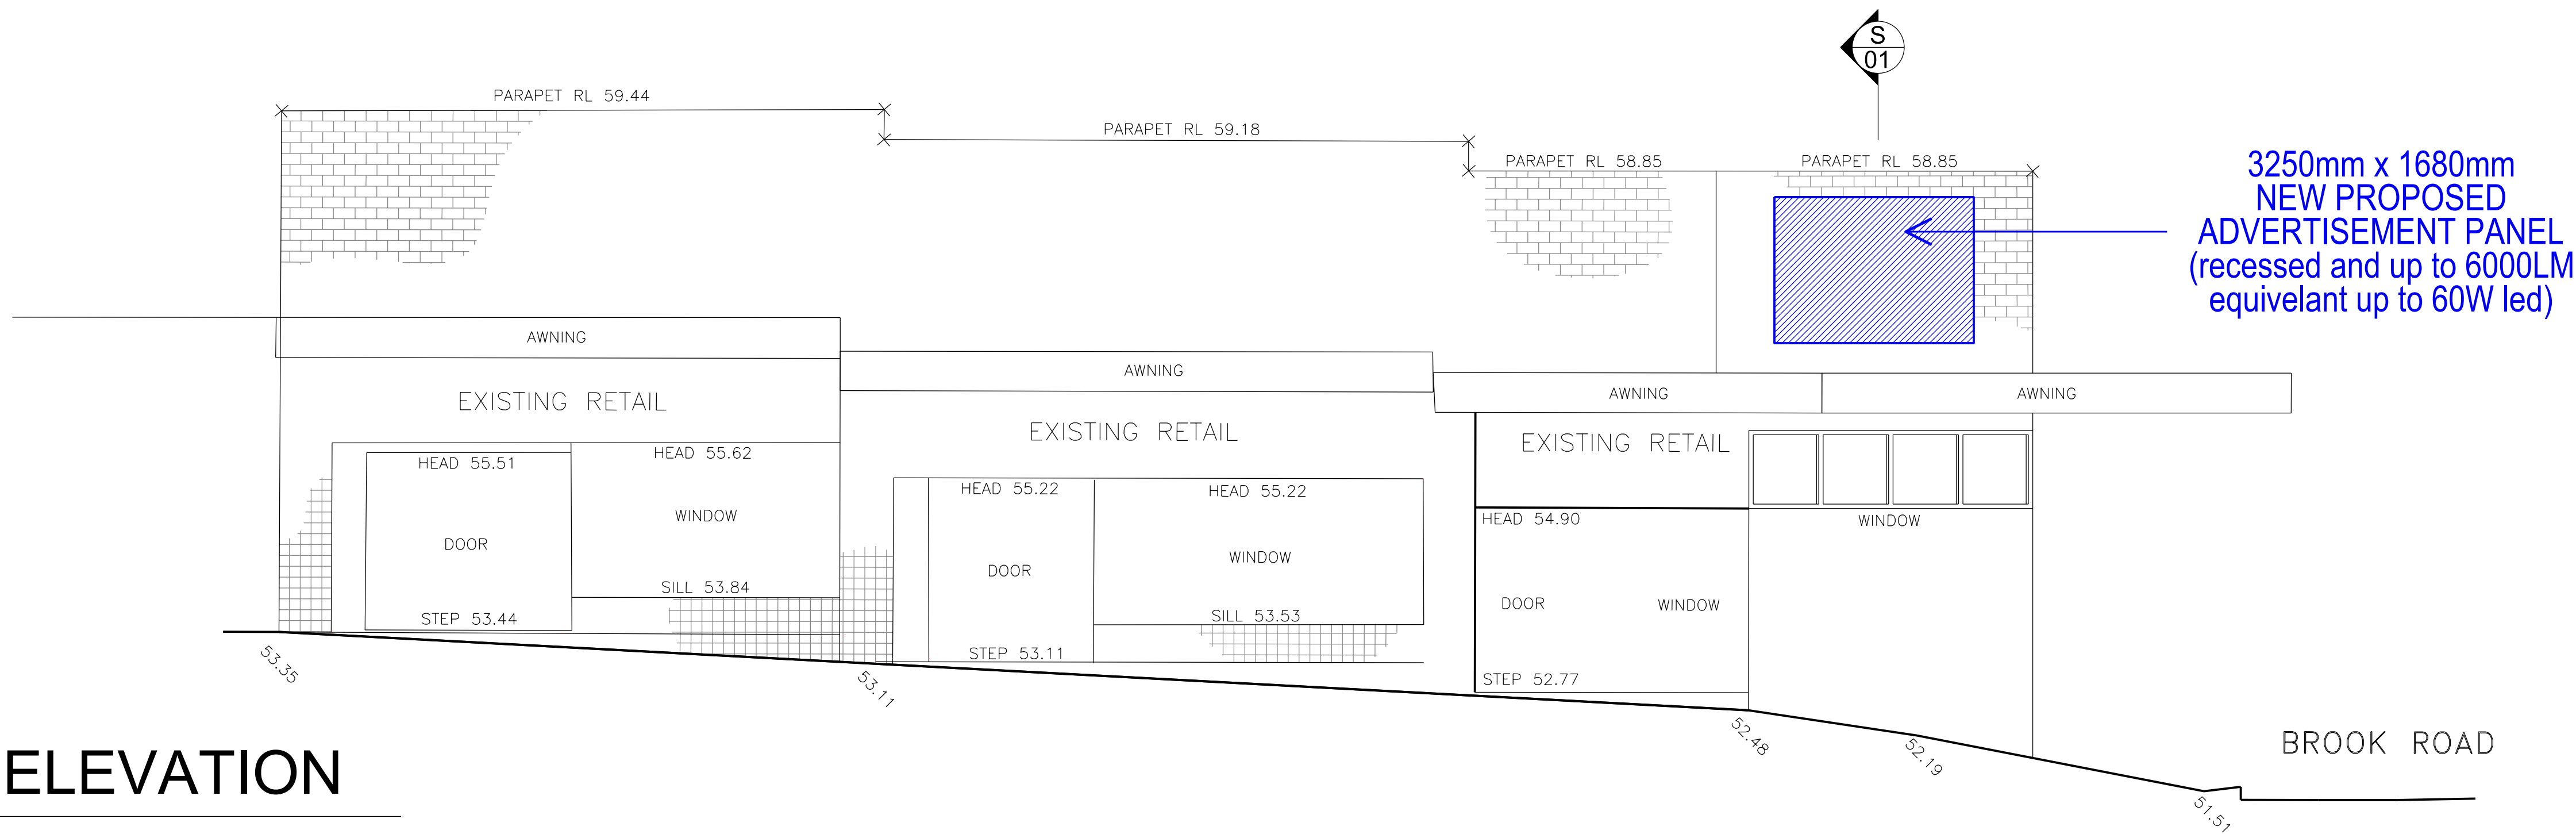 S
01
PARAPET RL 59.44
PARAPET RL 59.18
PARAPET RL 58.85
PARAPET RL 58.85
3250mm x 1680mm
NEW PROPOSED
ADVERTISEMENT PANEL
(recessed and up to 6000LM
equivelant up to 60W led)
AWNING
AWNING
AWNING
AWNING
EXISTING RETAIL
EXISTING RETAIL
EXISTING RETAIL
HEAD 55.51
HEAD 55.62
HEAD 55.22
HEAD 55.22
HEAD 54.90
WINDOW
WINDOW
DOOR
WINDOW
DOOR
DOOR
WINDOW
SILL 53.84
SILL 53.53
STEP 53.44
STEP 53.11
STEP 52.77
53.35
53.11
52.48
52.19
51.51
BROOK ROAD
ELEVATION